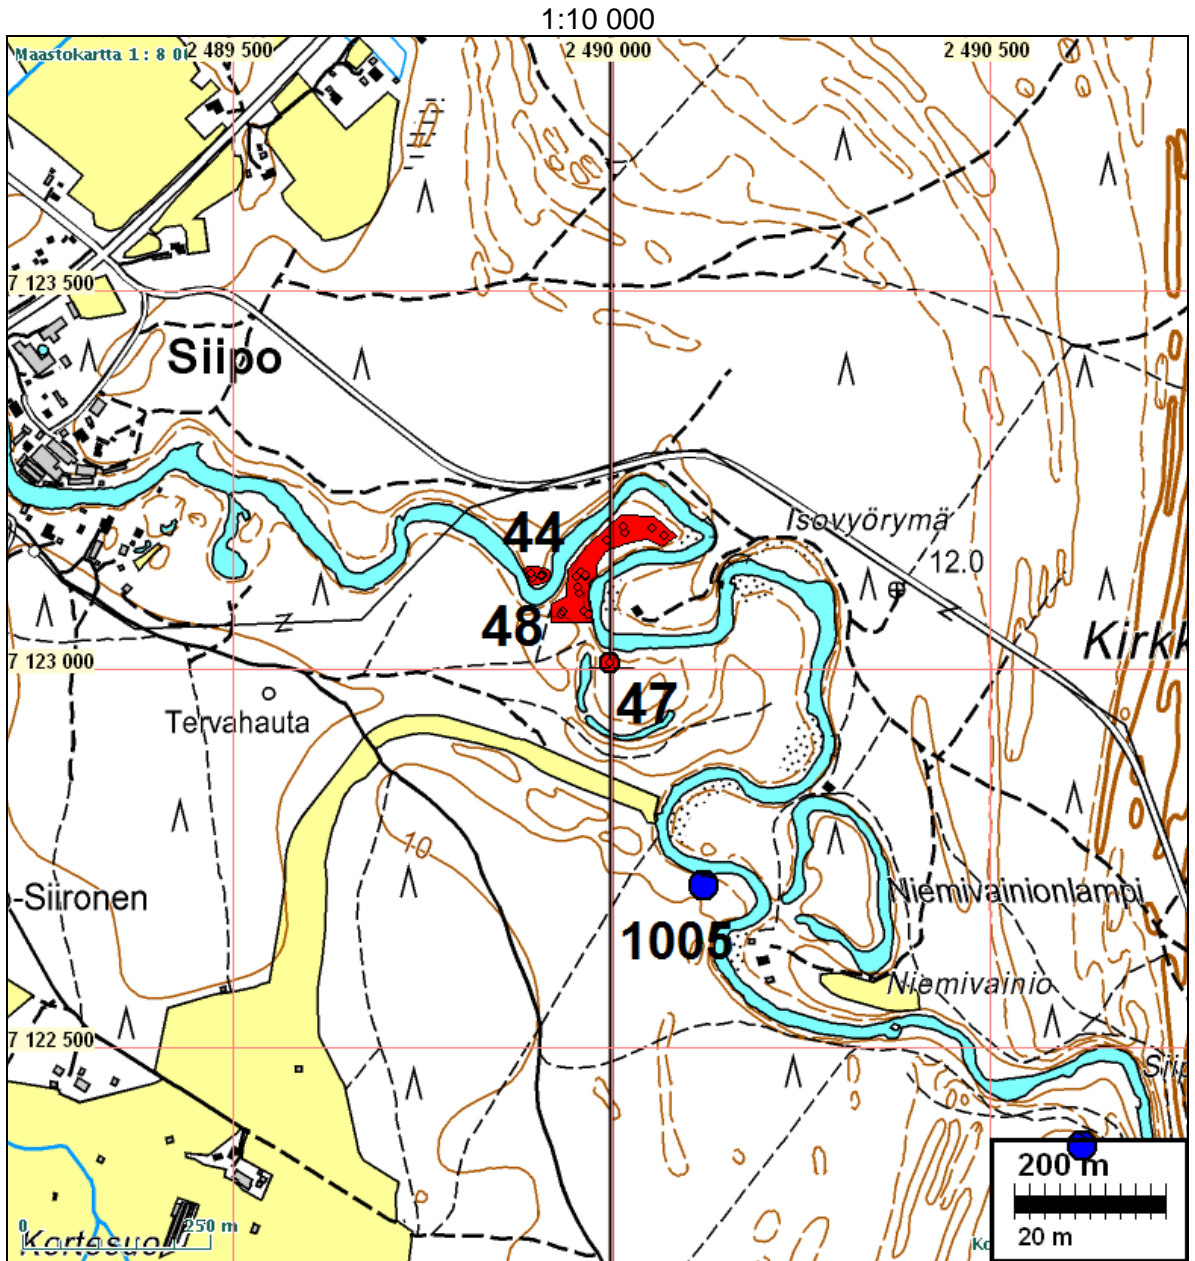 1:10 000
Maastokartta 1 : 8 0
2 489 500
2 490 000
2 490 500
7 123 500
Siipo
44
Isovyörymä
12.0
48
Kirkk
7 123 000
47
Tervahauta
10
-Siironen
Niemivainionlampi
1005
Niemivainio
7 122 500
Siip
200 m
20 m
0 250 m
Kortesuo
Ko